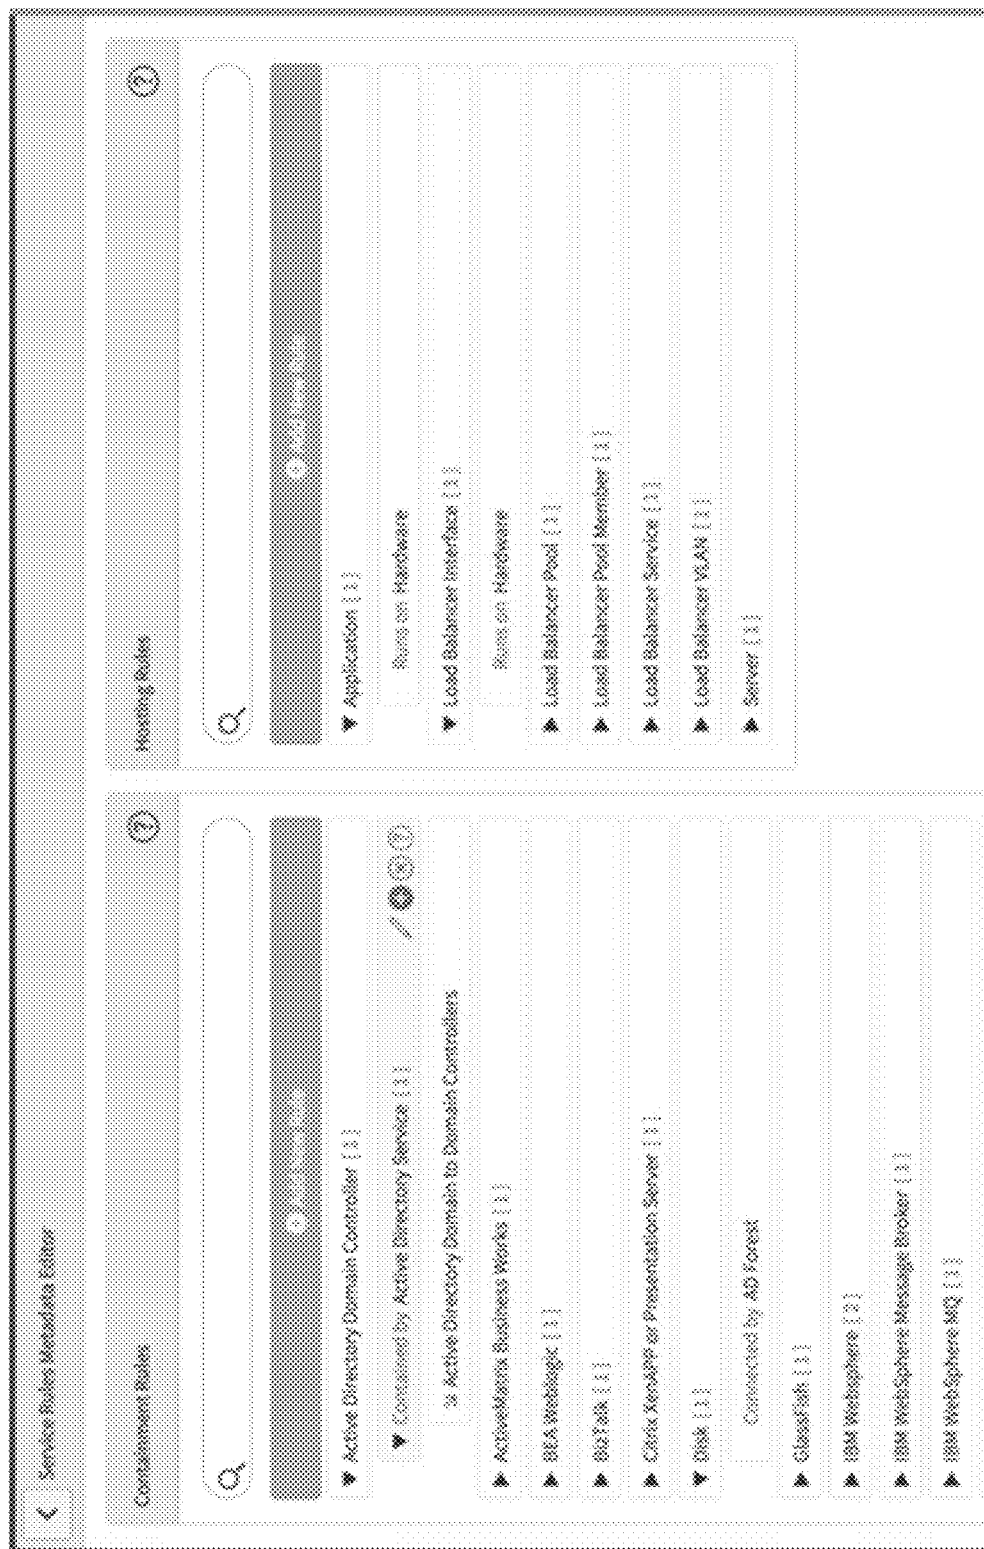 Service Rules Metadata Editor
Containment Rules
Active Directory Domain Controller [1]
Contained by Active Directory Service [1]
Active Directory Domain to Domain Controllers
ActiveMatrix Business Works [1]
BEA Weblogic [1]
BizTalk [1]
Citrix XenAPP or Presentation Server [1]
Disk [1]
Connected by AD Forest
GlassFish [1]
IBM Websphere
IBM WebSphere Message Broker [1]
IBM WebSphere MQ [1]
Hosting Rules
Application [1]
Runs on Hardware
Load Balancer Interface [1]
Runs on Hardware
Load Balancer Pool [1]
Load Balancer Pool Member [1]
Load Balancer Service [1]
Load Balancer VLAN [1]
Server [1]